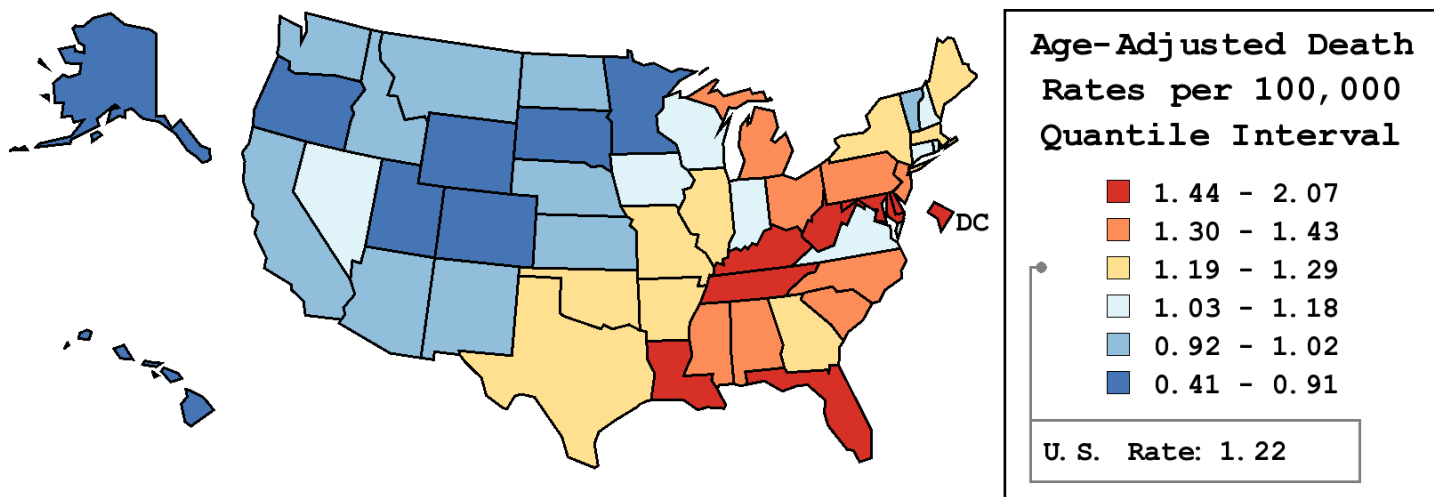 Age-Adjusted Death
Rates per 100,000
Quantile Interval
1.44 - 2.07
1.30 - 1.43
1.19 - 1.29
1.03 - 1.18
0.92 - 1.02
0.41 - 0.91
U.S. Rate: 1.22
DC